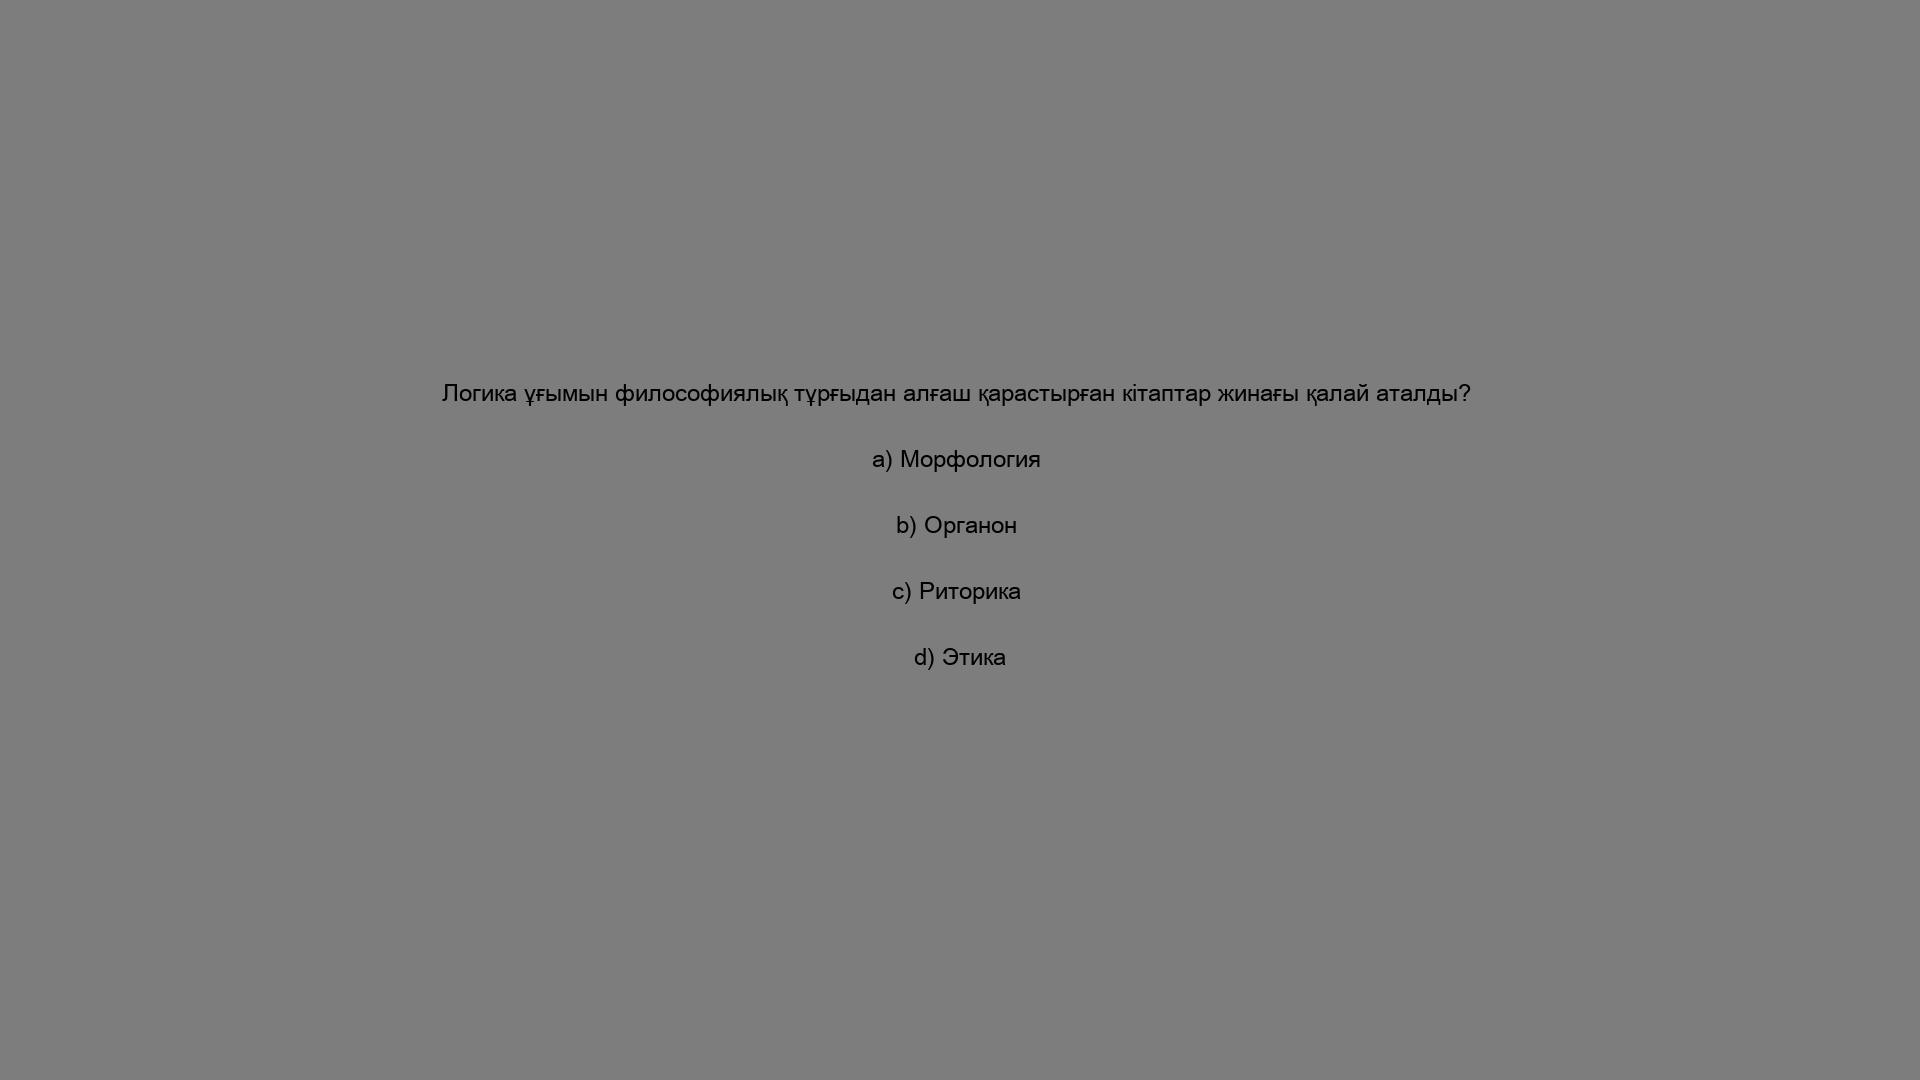 Логика ұғымын философиялық тұрғыдан алғаш қарастырған кітаптар жинағы қалай аталды?
a) Морфология
b) Органон
c) Риторика
d) Этика